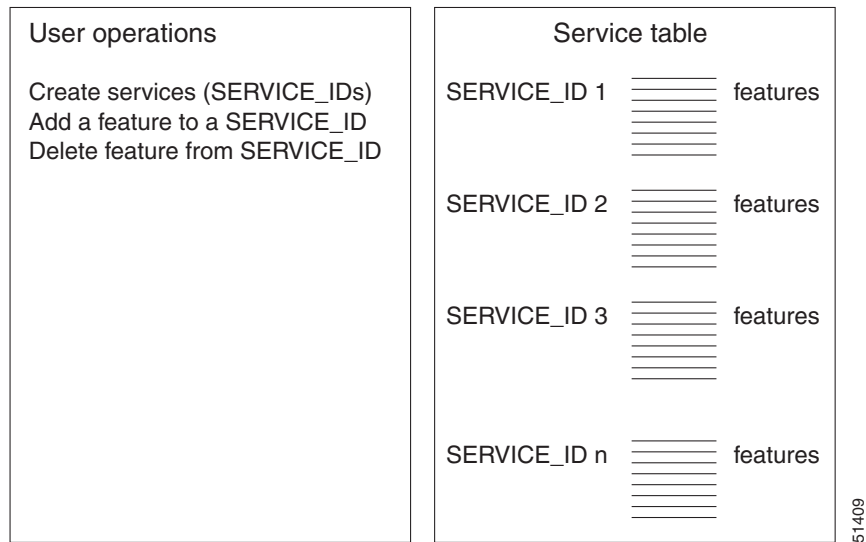 User operations
Create services (SERVICE_IDs)
Add a feature to a SERVICE_ID
Delete feature from SERVICE_ID
Service table
SERVICE_ID 1 features
SERVICE_ID 2 features
SERVICE_ID 3 features
SERVICE_ID n features
51409